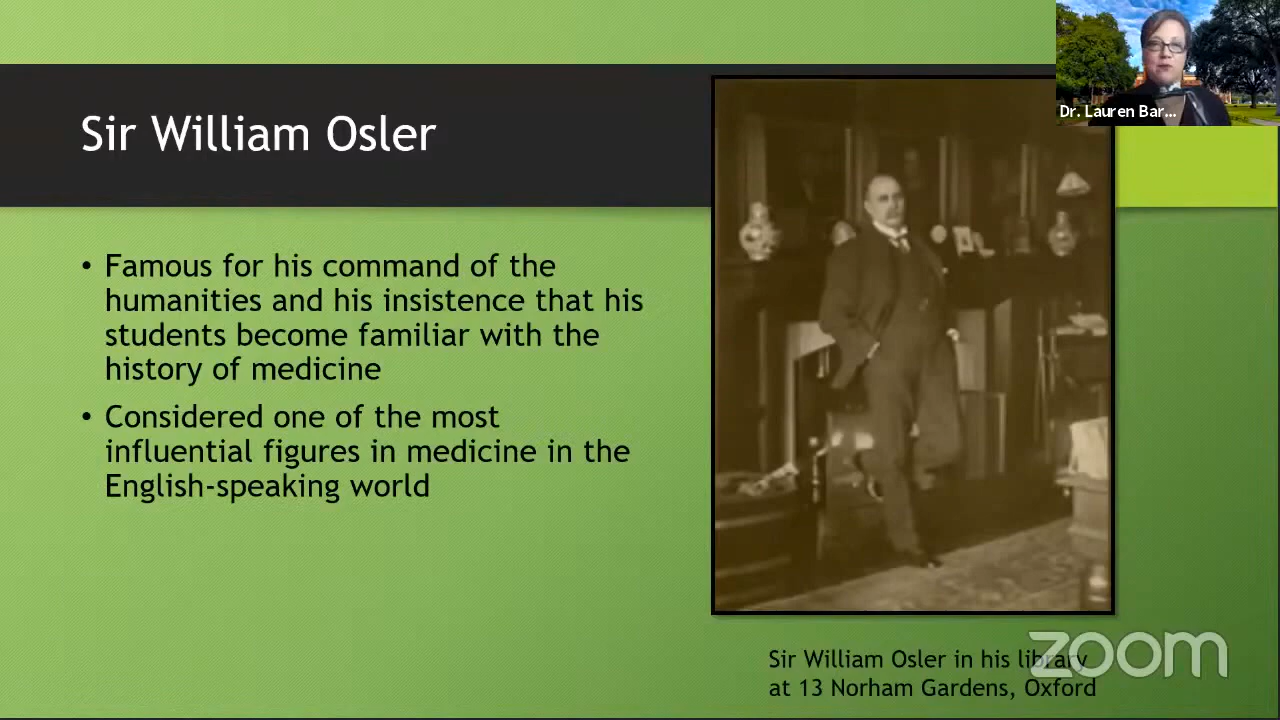 Sir William Osler
• Famous for his command of the
humanities and his insistence that his
students become familiar with the
history of medicine
• Considered one of the most
influential figures in medicine in the
English-speaking world
Dr. Lauren Bar...
Sir William Osler in his library
at 13 Norham Gardens, Oxford
zoom